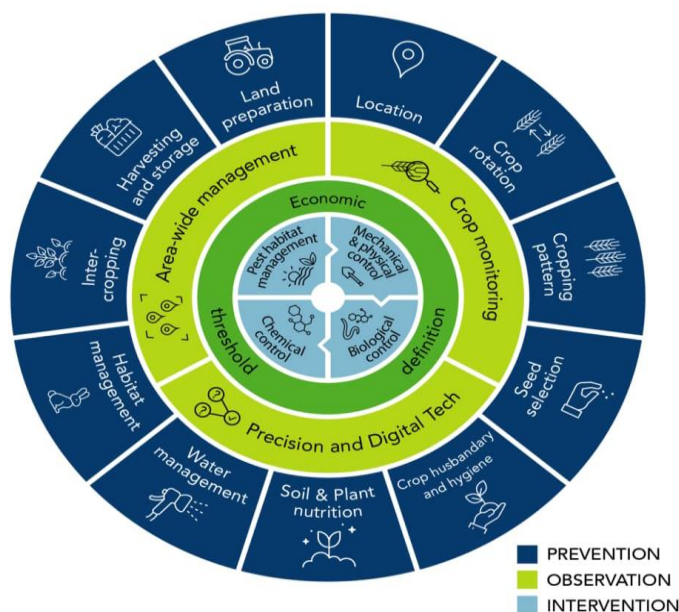 Land
preparation
Location
Crop
rotation
Cropping
pattern
Seed
selection
Crop husbandary
and hygiene
Soil & Plant
nutrition
Water
management
Habitat
management
Inter-
cropping
Harvesting
and storage
Area-wide management
Crop monitoring
Precision and Digital Tech
Economic
threshold
definition
Pest habitat
management
Mechanical
& physical
control
Chemical
control
Biological
control
PREVENTION
OBSERVATION
INTERVENTION